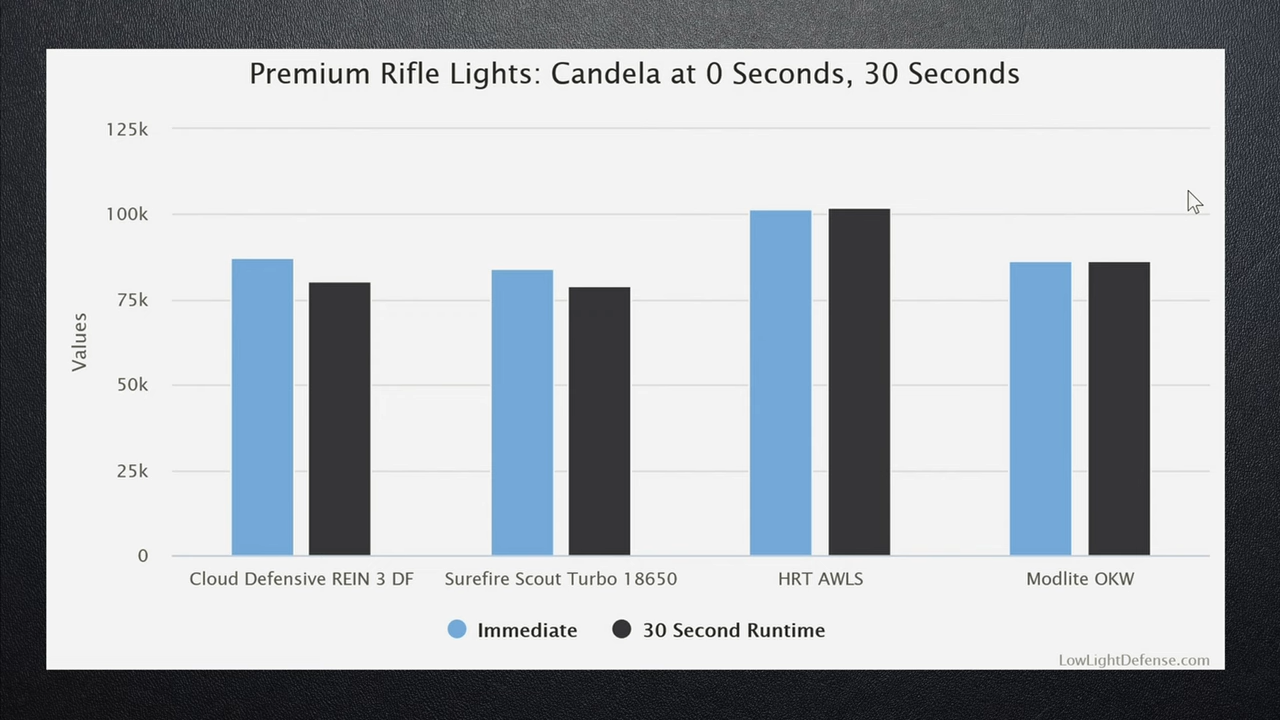 Premium Rifle Lights: Candela at 0 Seconds, 30 Seconds
125k
100k
75k
50k
25k
0
Values
Cloud Defensive REIN 3 DF
Surefire Scout Turbo 18650
HRT AWLS
Modlite OKW
Immediate
30 Second Runtime
LowLightDefense.com